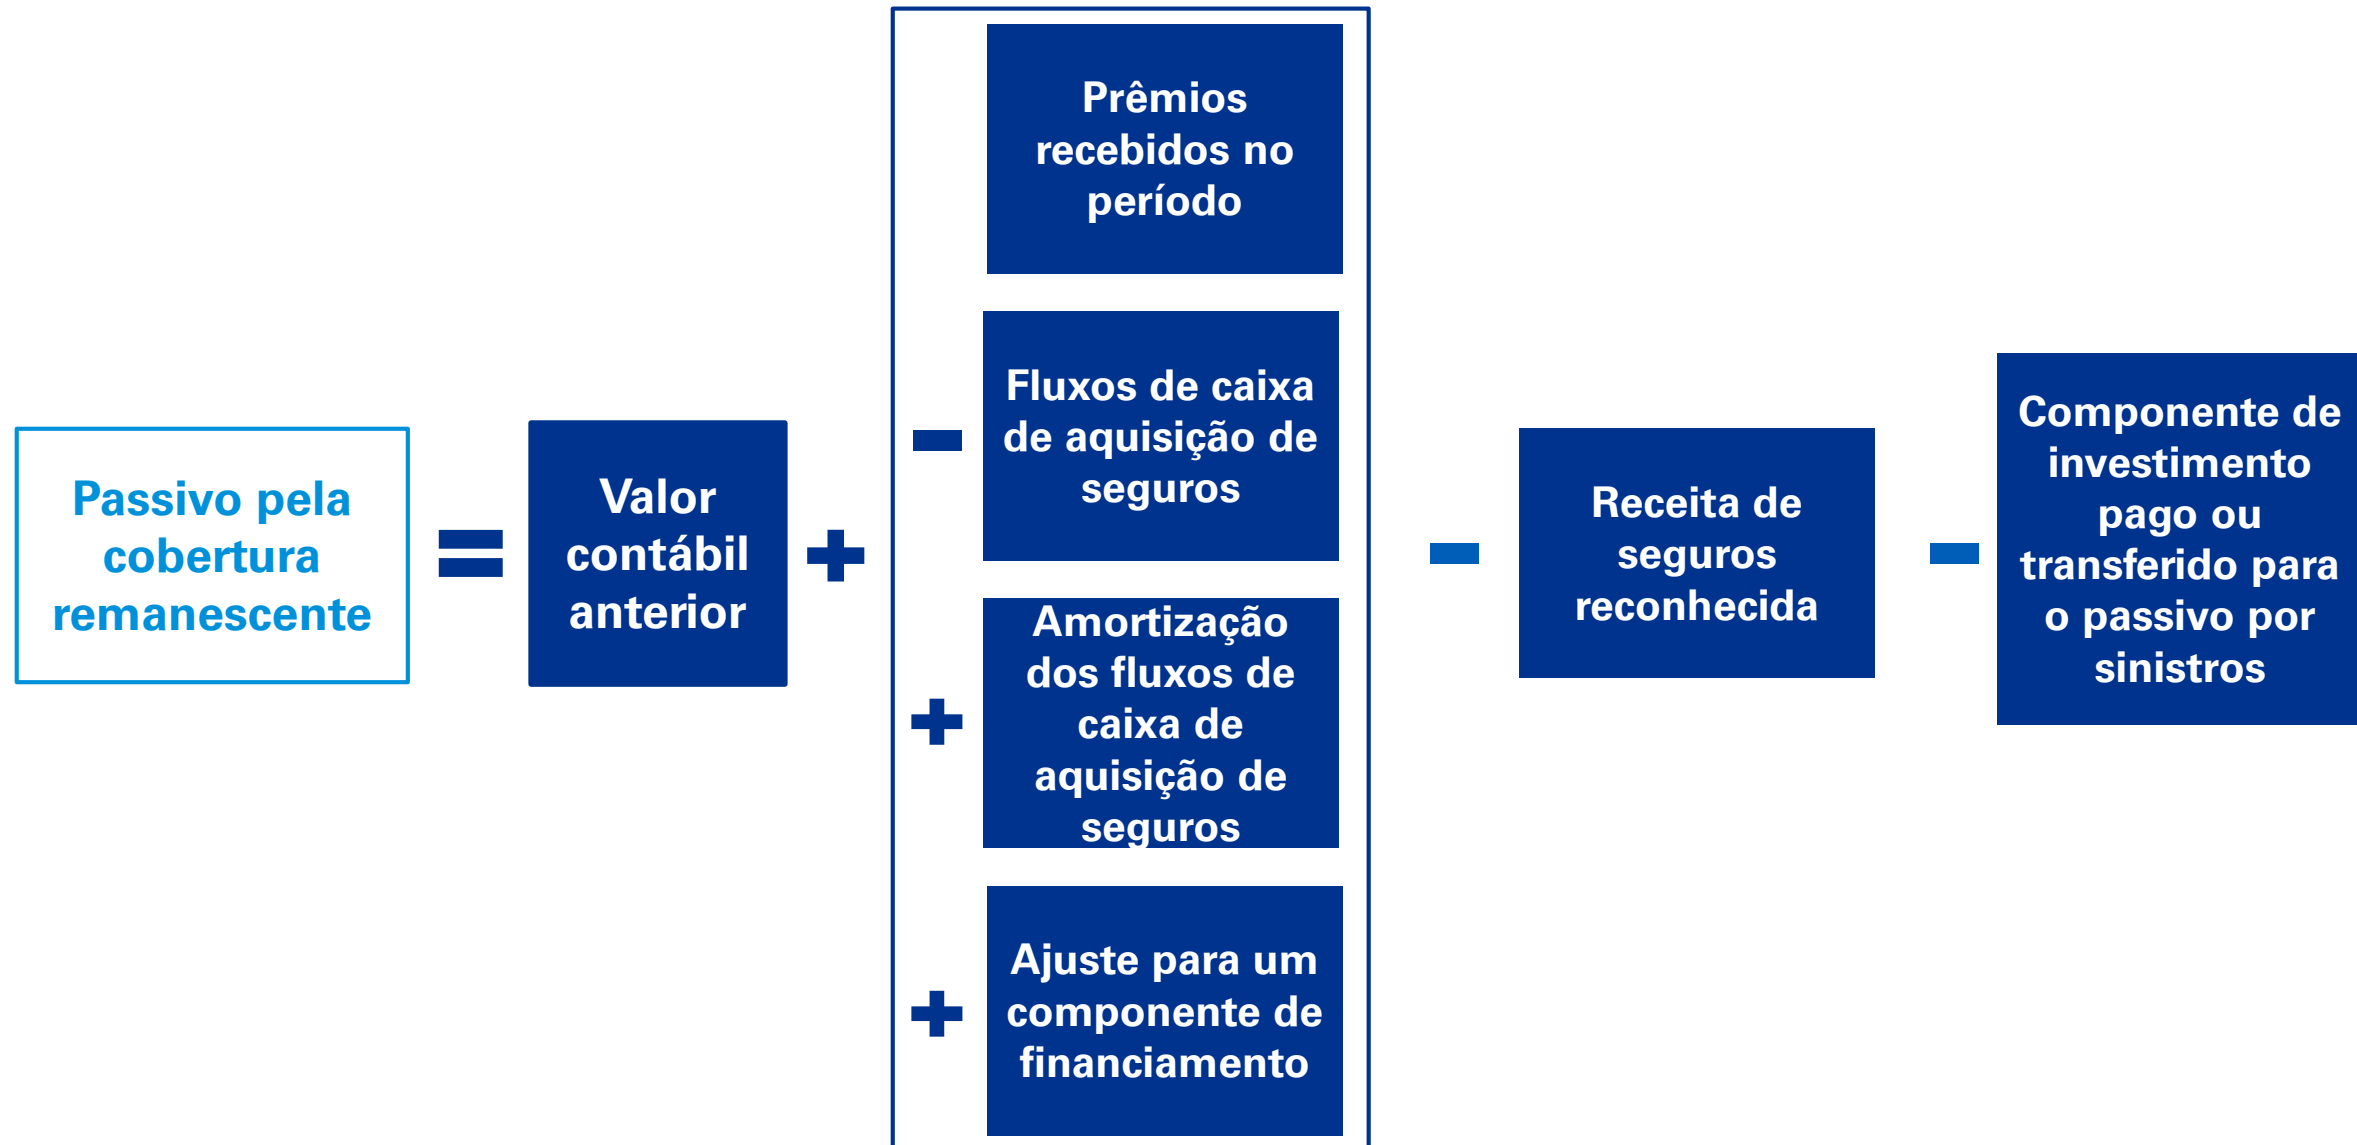 Passivo pela
cobertura
remanescente
=
Valor
contábil
anterior
+
Prêmios
recebidos no
período
-
Fluxos de caixa
de aquisição de
seguros
+
Amortização
dos fluxos de
caixa de
aquisição de
seguros
+
Ajuste para um
componente de
financiamento
-
Receita de
seguros
reconhecida
-
Componente de
investimento
pago ou
transferido para
o passivo por
sinistros